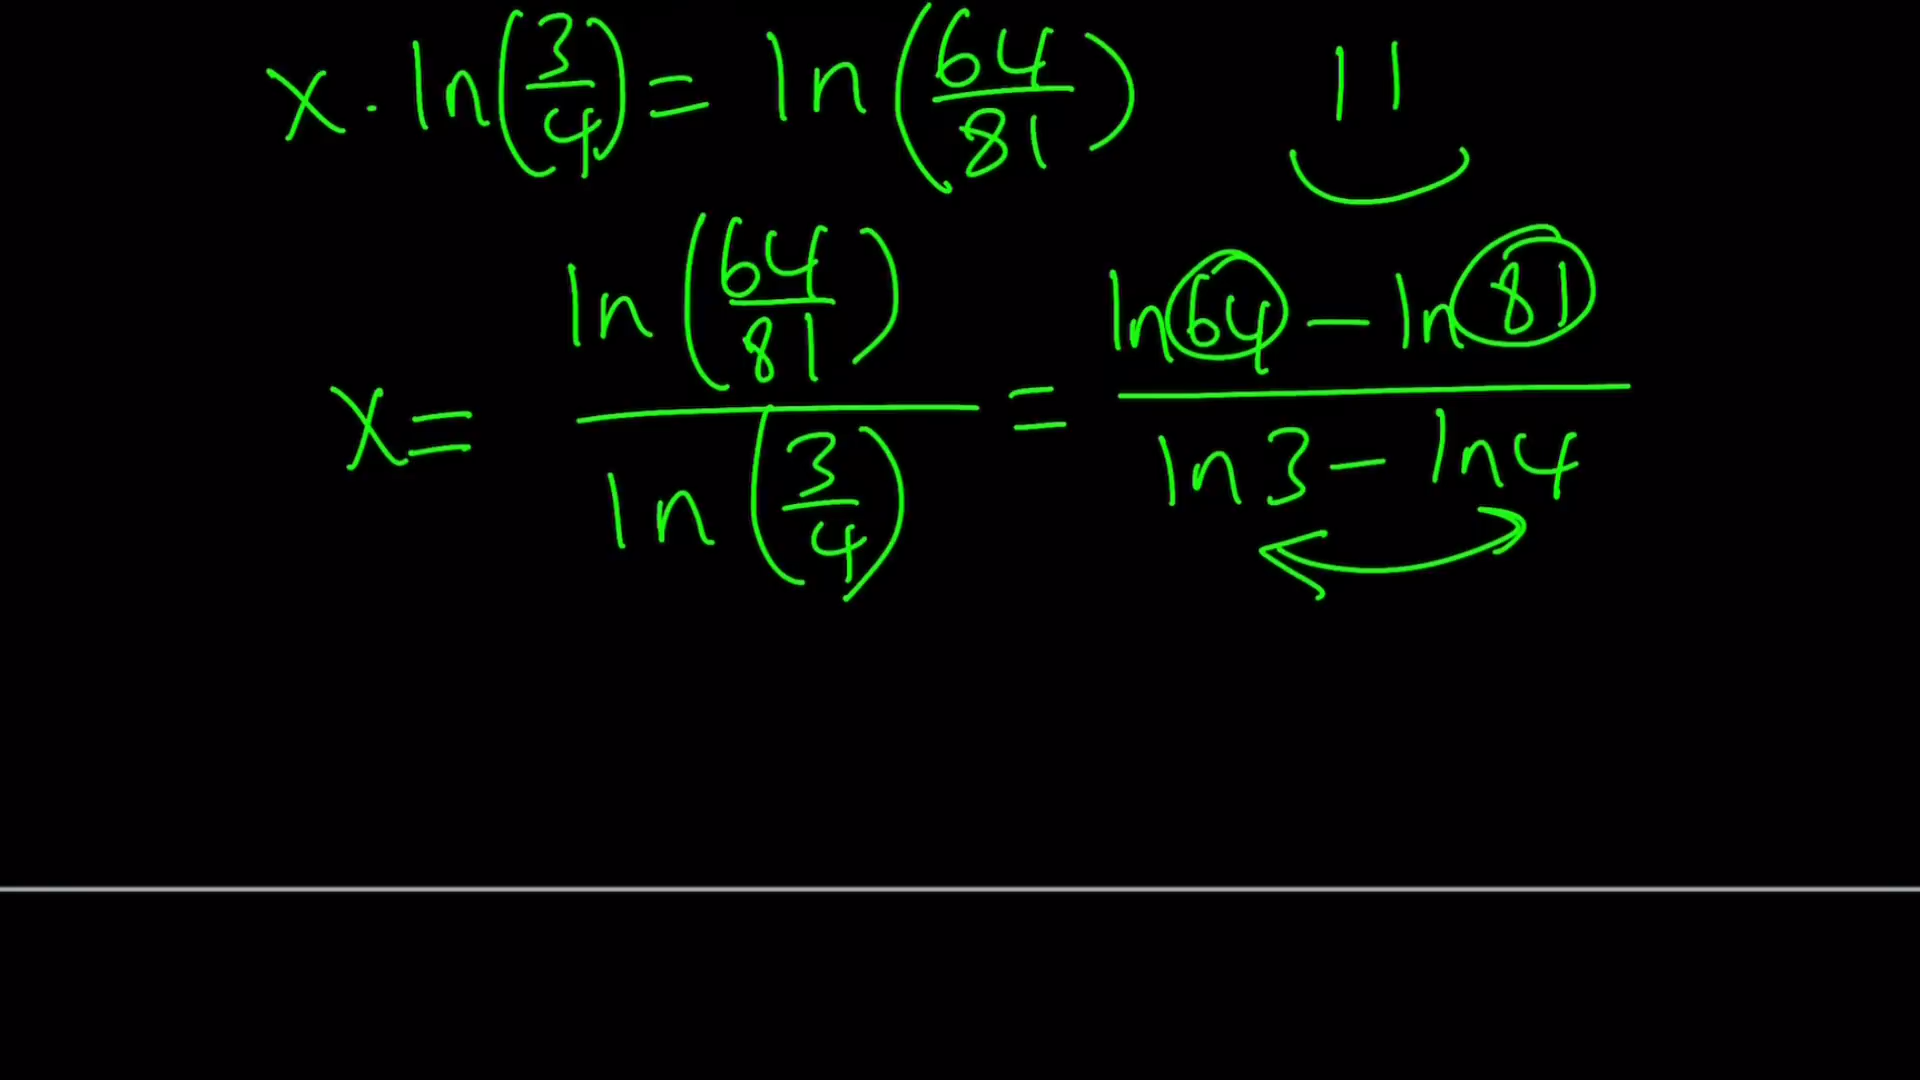 x · ln(3/4) = ln(64/81)
x = ln(64/81) / ln(3/4) = (ln 64 − ln 81) / (ln 3 − ln 4)